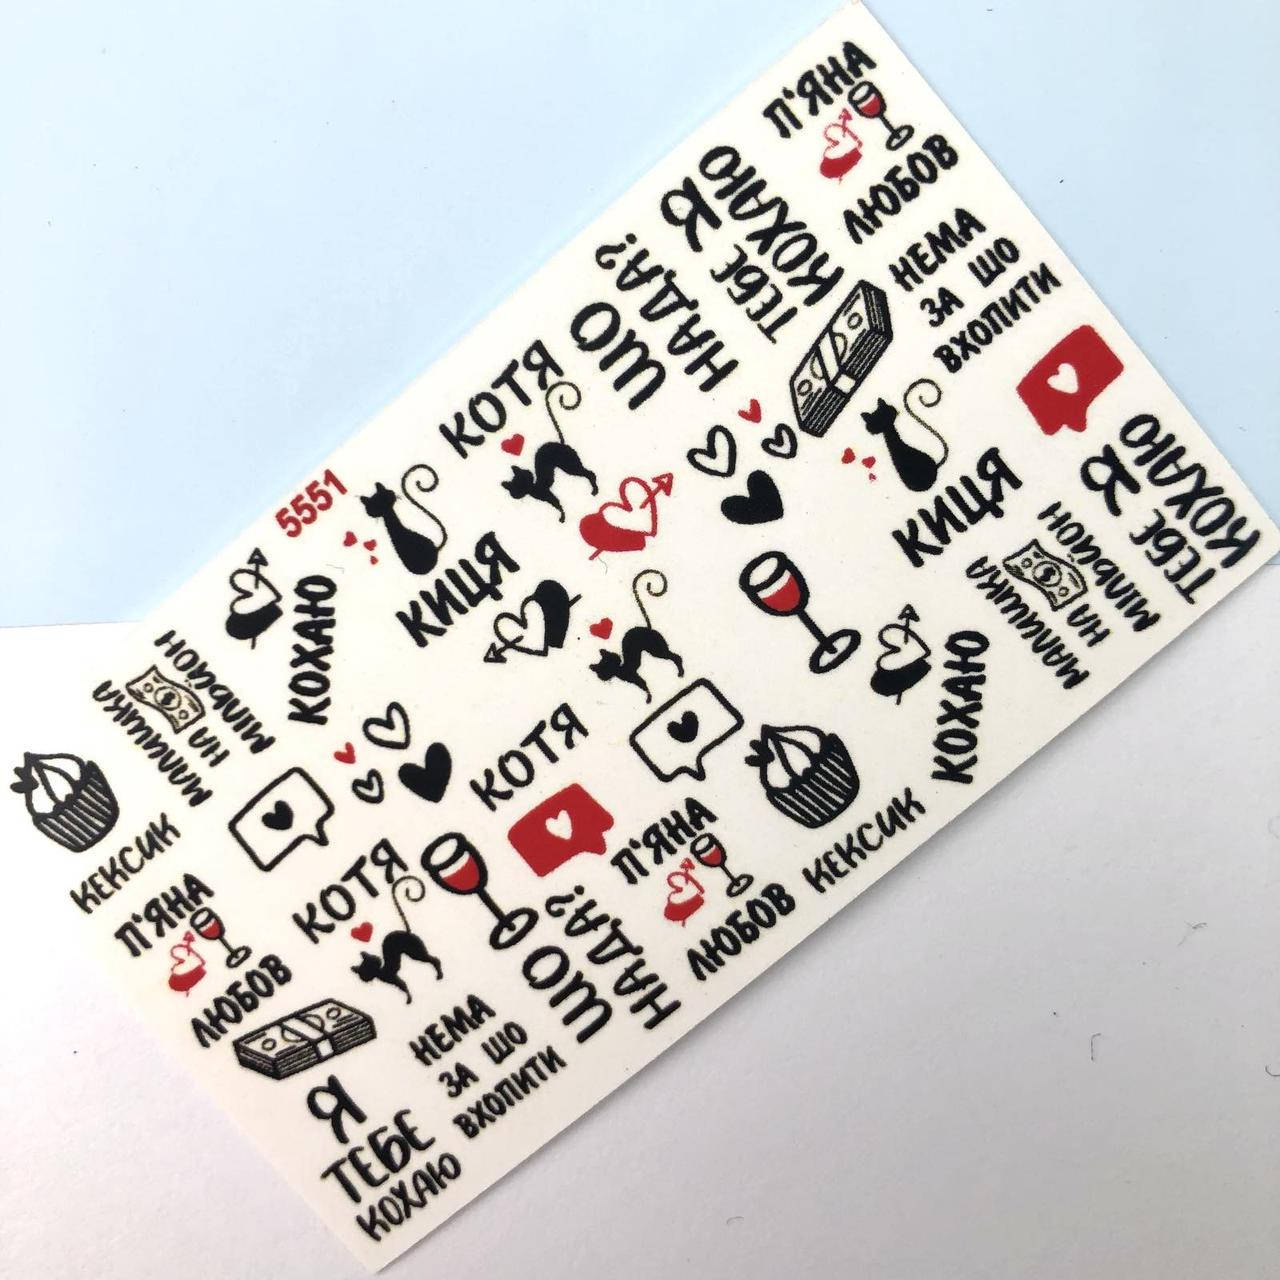 П'ЯНА
ЛЮБОВ
Я
ТЕБЕ
КОХАЮ
ШО
НАДА?
НЕМА
ЗА ШО
ВХОПИТИ
КОТЯ
5551
КИЦЯ
КОХАЮ
МАЛИШКА
НА
МІЛЬЙОН
КЕКСИК
КИЦЯ
Я
ТЕБЕ
КОХАЮ
МАЛИШКА
НА
МІЛЬЙОН
КОХАЮ
КОТЯ
П'ЯНА
ЛЮБОВ
КЕКСИК
КОТЯ
ШО
НАДА?
П'ЯНА
ЛЮБОВ
НЕМА
ЗА ШО
ВХОПИТИ
Я
ТЕБЕ
КОХАЮ